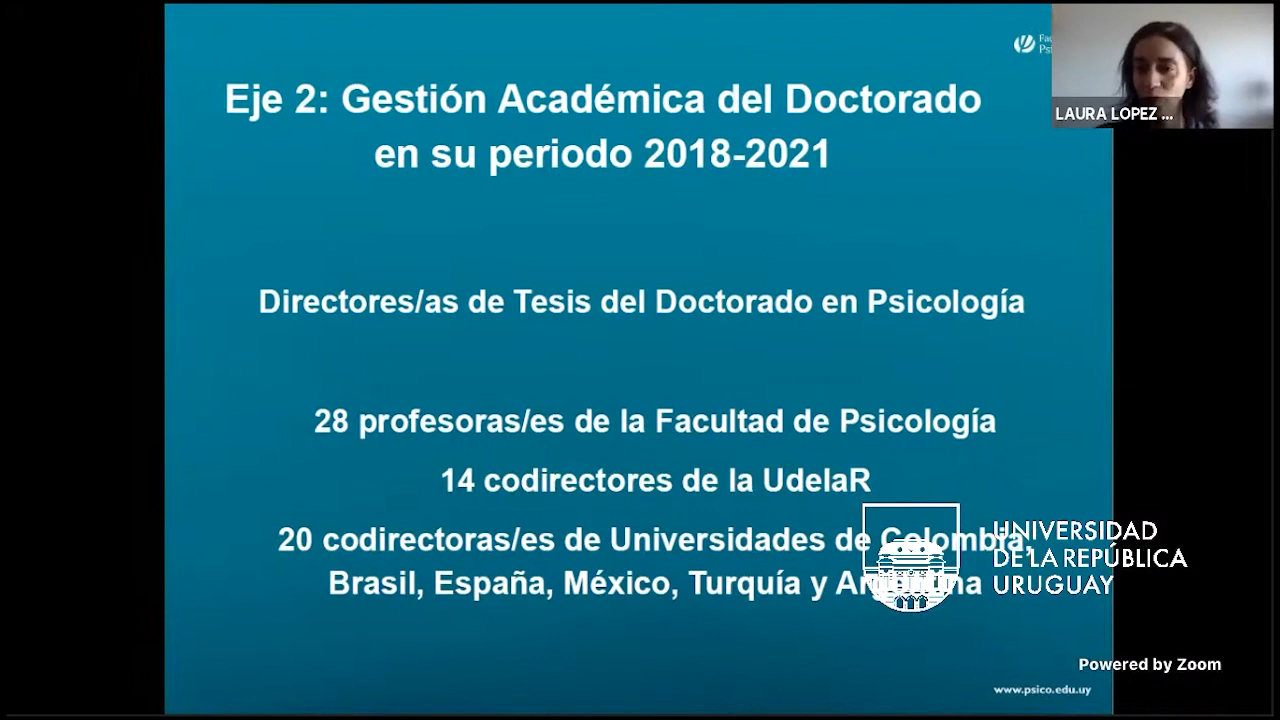 Eje 2: Gestión Académica del Doctorado
en su periodo 2018-2021
LAURA LOPEZ ...
Directores/as de Tesis del Doctorado en Psicología
28 profesoras/es de la Facultad de Psicología
14 codirectores de la UdelaR
20 codirectoras/es de Universidades de Colombia,
Brasil, España, México, Turquía y Argentina
UNIVERSIDAD
DE LA REPÚBLICA
URUGUAY
Powered by Zoom
www.psico.edu.uy